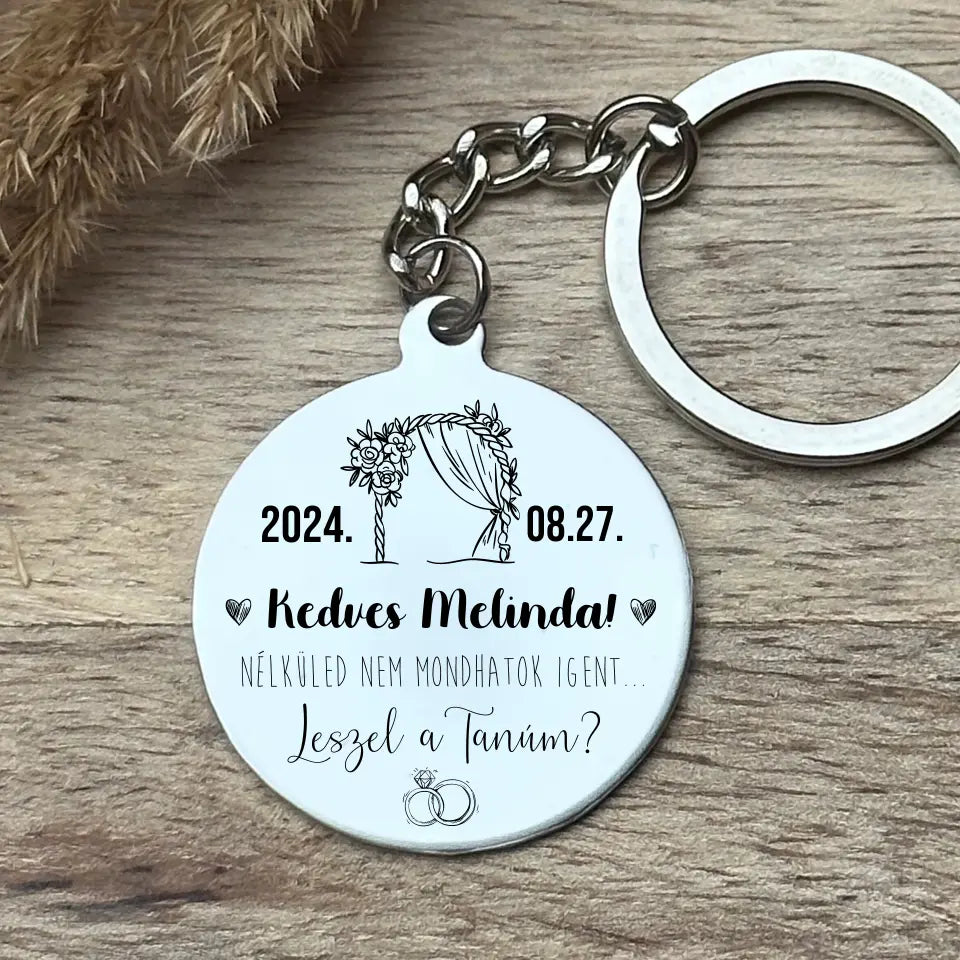 2024. 08.27.
Kedves Melinda!
NÉLKÜLED NEM MONDHATOK IGENT...
Leszel a Tanúm?